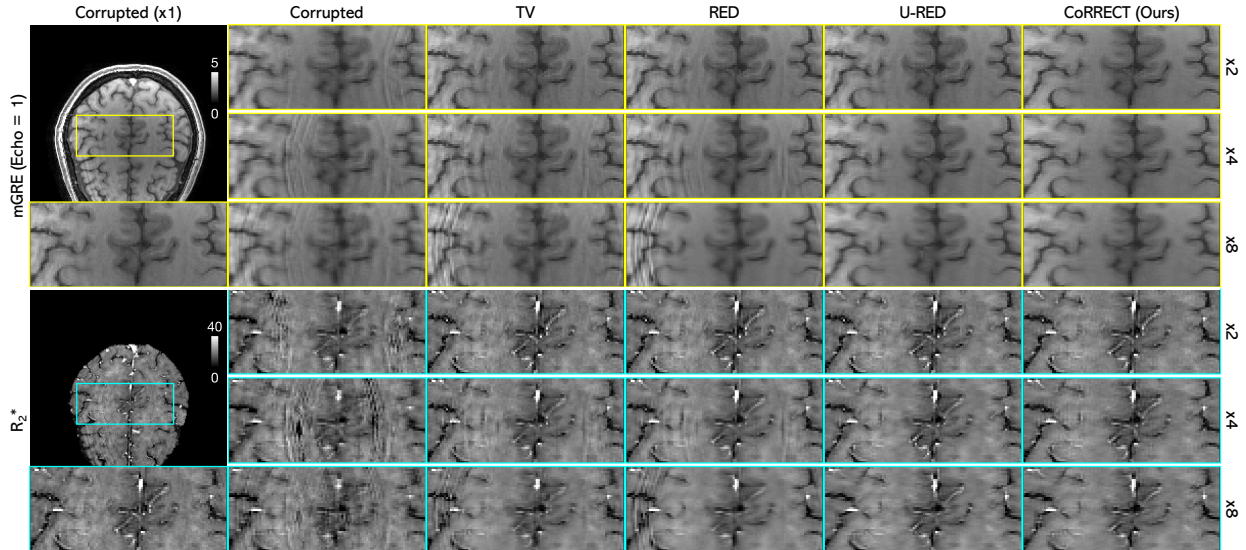 Corrupted (x1) Corrupted TV RED U-RED CoRRECT (Ours)
mGRE (Echo = 1)
5
0
x2
x4
x8
R₂*
40
0
x2
x4
x8